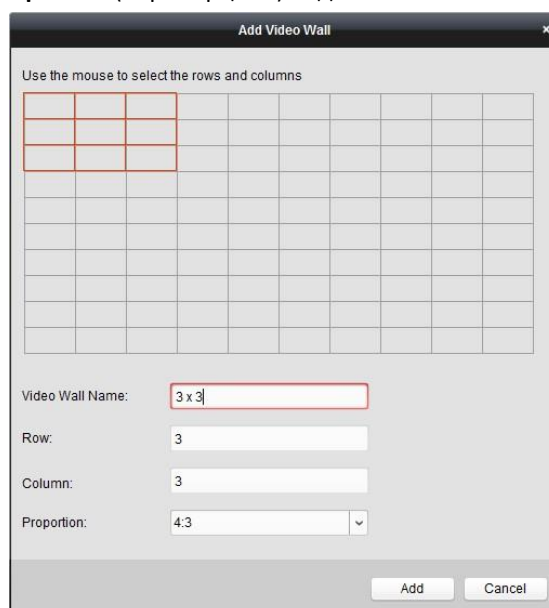 Add Video Wall
x
Use the mouse to select the rows and columns
Video Wall Name:
3 x 3
Row:
3
Column:
3
Proportion:
4:3
Add
Cancel